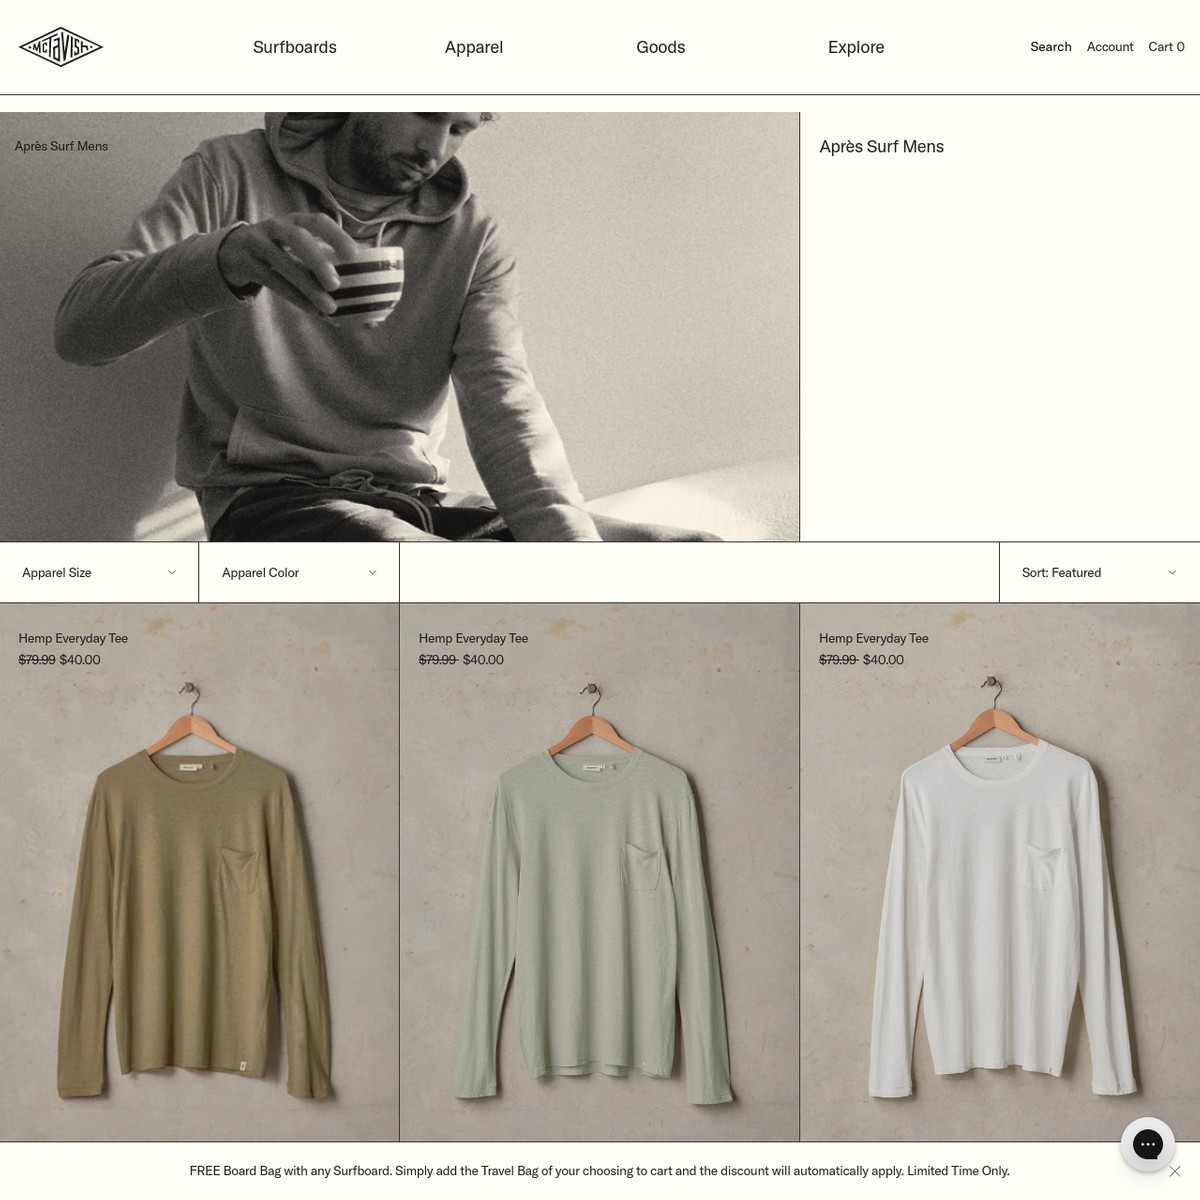 McTavish
Surfboards
Apparel
Goods
Explore
Search
Account
Cart 0
Après Surf Mens
Après Surf Mens
Apparel Size
Apparel Color
Sort: Featured
Hemp Everyday Tee
$79.99 $40.00
Hemp Everyday Tee
$79.99 $40.00
Hemp Everyday Tee
$79.99 $40.00
FREE Board Bag with any Surfboard. Simply add the Travel Bag of your choosing to cart and the discount will automatically apply. Limited Time Only.